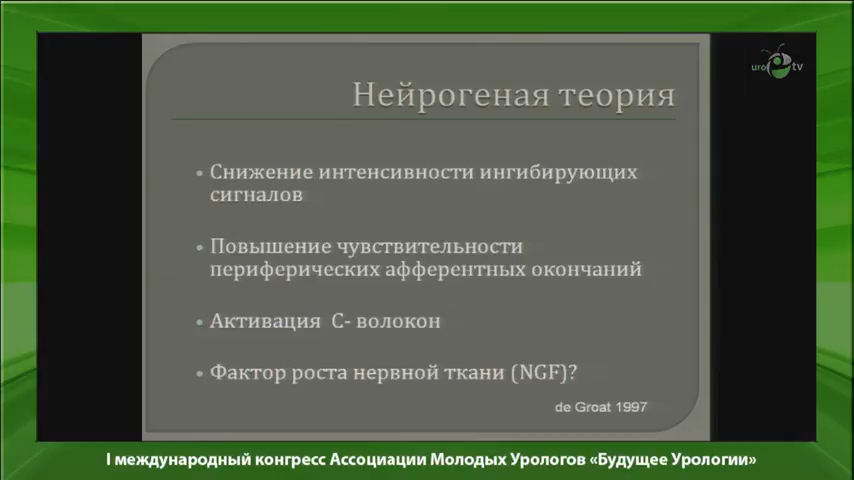 uro tv
Нейрогеная теория
• Снижение интенсивности ингибирующих
сигналов
• Повышение чувствительности
периферических афферентных окончаний
• Активация С- волокон
• Фактор роста нервной ткани (NGF)?
de Groat 1997
I международный конгресс Ассоциации Молодых Урологов «Будущее Урологии»